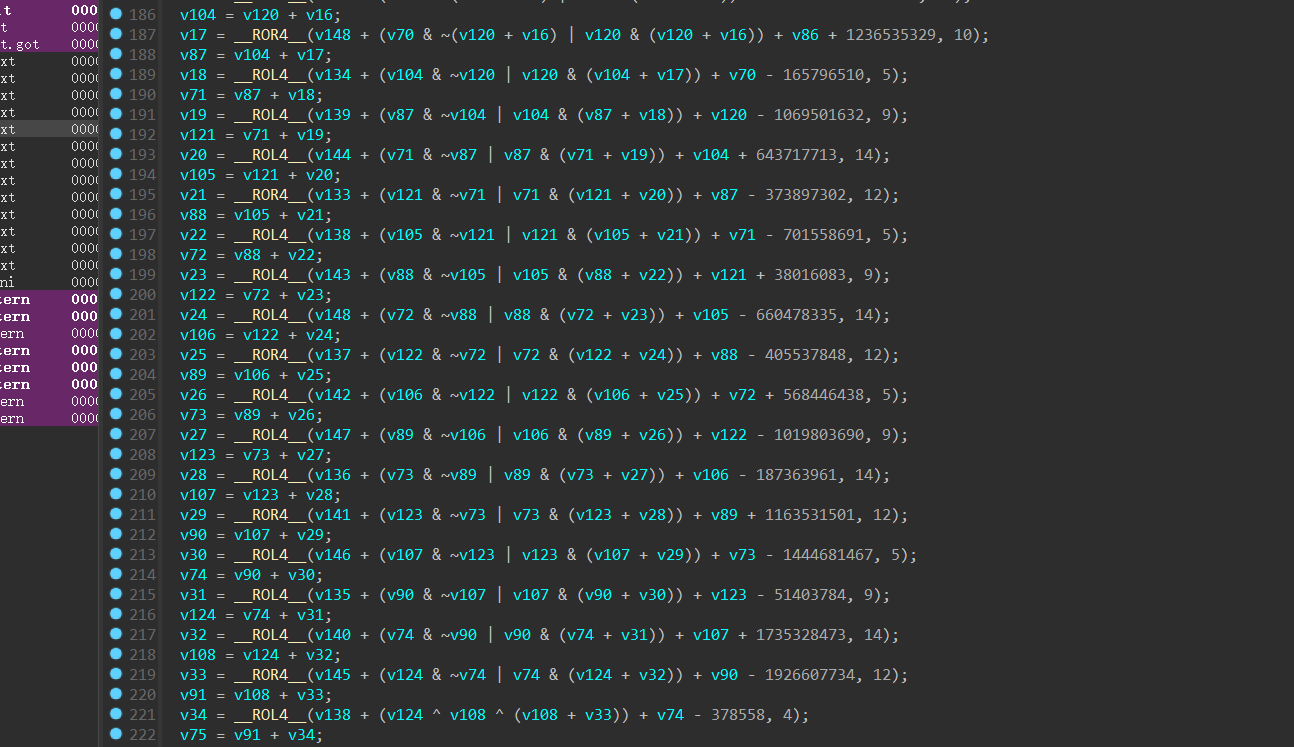 it 000
t 0000
t.got 0000
xt 0000
xt 0000
xt 0000
xt 0000
xt 0000
xt 0000
xt 0000
xt 0000
xt 0000
xt 0000
xt 0000
xt 0000
ni 0000
tern 000
tern 000
ern 0000
tern 000
tern 000
tern 000
ern 0000
ern 0000
186 v104 = v120 + v16;
187 v17 = __ROR4__(v148 + (v70 & ~(v120 + v16) | v120 & (v120 + v16)) + v86 + 1236535329, 10);
188 v87 = v104 + v17;
189 v18 = __ROL4__(v134 + (v104 & ~v120 | v120 & (v104 + v17)) + v70 - 165796510, 5);
190 v71 = v87 + v18;
191 v19 = __ROL4__(v139 + (v87 & ~v104 | v104 & (v87 + v18)) + v120 - 1069501632, 9);
192 v121 = v71 + v19;
193 v20 = __ROL4__(v144 + (v71 & ~v87 | v87 & (v71 + v19)) + v104 + 643717713, 14);
194 v105 = v121 + v20;
195 v21 = __ROR4__(v133 + (v121 & ~v71 | v71 & (v121 + v20)) + v87 - 373897302, 12);
196 v88 = v105 + v21;
197 v22 = __ROL4__(v138 + (v105 & ~v121 | v121 & (v105 + v21)) + v71 - 701558691, 5);
198 v72 = v88 + v22;
199 v23 = __ROL4__(v143 + (v88 & ~v105 | v105 & (v88 + v22)) + v121 + 38016083, 9);
200 v122 = v72 + v23;
201 v24 = __ROL4__(v148 + (v72 & ~v88 | v88 & (v72 + v23)) + v105 - 660478335, 14);
202 v106 = v122 + v24;
203 v25 = __ROR4__(v137 + (v122 & ~v72 | v72 & (v122 + v24)) + v88 - 405537848, 12);
204 v89 = v106 + v25;
205 v26 = __ROL4__(v142 + (v106 & ~v122 | v122 & (v106 + v25)) + v72 + 568446438, 5);
206 v73 = v89 + v26;
207 v27 = __ROL4__(v147 + (v89 & ~v106 | v106 & (v89 + v26)) + v122 - 1019803690, 9);
208 v123 = v73 + v27;
209 v28 = __ROL4__(v136 + (v73 & ~v89 | v89 & (v73 + v27)) + v106 - 187363961, 14);
210 v107 = v123 + v28;
211 v29 = __ROR4__(v141 + (v123 & ~v73 | v73 & (v123 + v28)) + v89 + 1163531501, 12);
212 v90 = v107 + v29;
213 v30 = __ROL4__(v146 + (v107 & ~v123 | v123 & (v107 + v29)) + v73 - 1444681467, 5);
214 v74 = v90 + v30;
215 v31 = __ROL4__(v135 + (v90 & ~v107 | v107 & (v90 + v30)) + v123 - 51403784, 9);
216 v124 = v74 + v31;
217 v32 = __ROL4__(v140 + (v74 & ~v90 | v90 & (v74 + v31)) + v107 + 1735328473, 14);
218 v108 = v124 + v32;
219 v33 = __ROR4__(v145 + (v124 & ~v74 | v74 & (v124 + v32)) + v90 - 1926607734, 12);
220 v91 = v108 + v33;
221 v34 = __ROL4__(v138 + (v124 ^ v108 ^ (v108 + v33)) + v74 - 378558, 4);
222 v75 = v91 + v34;